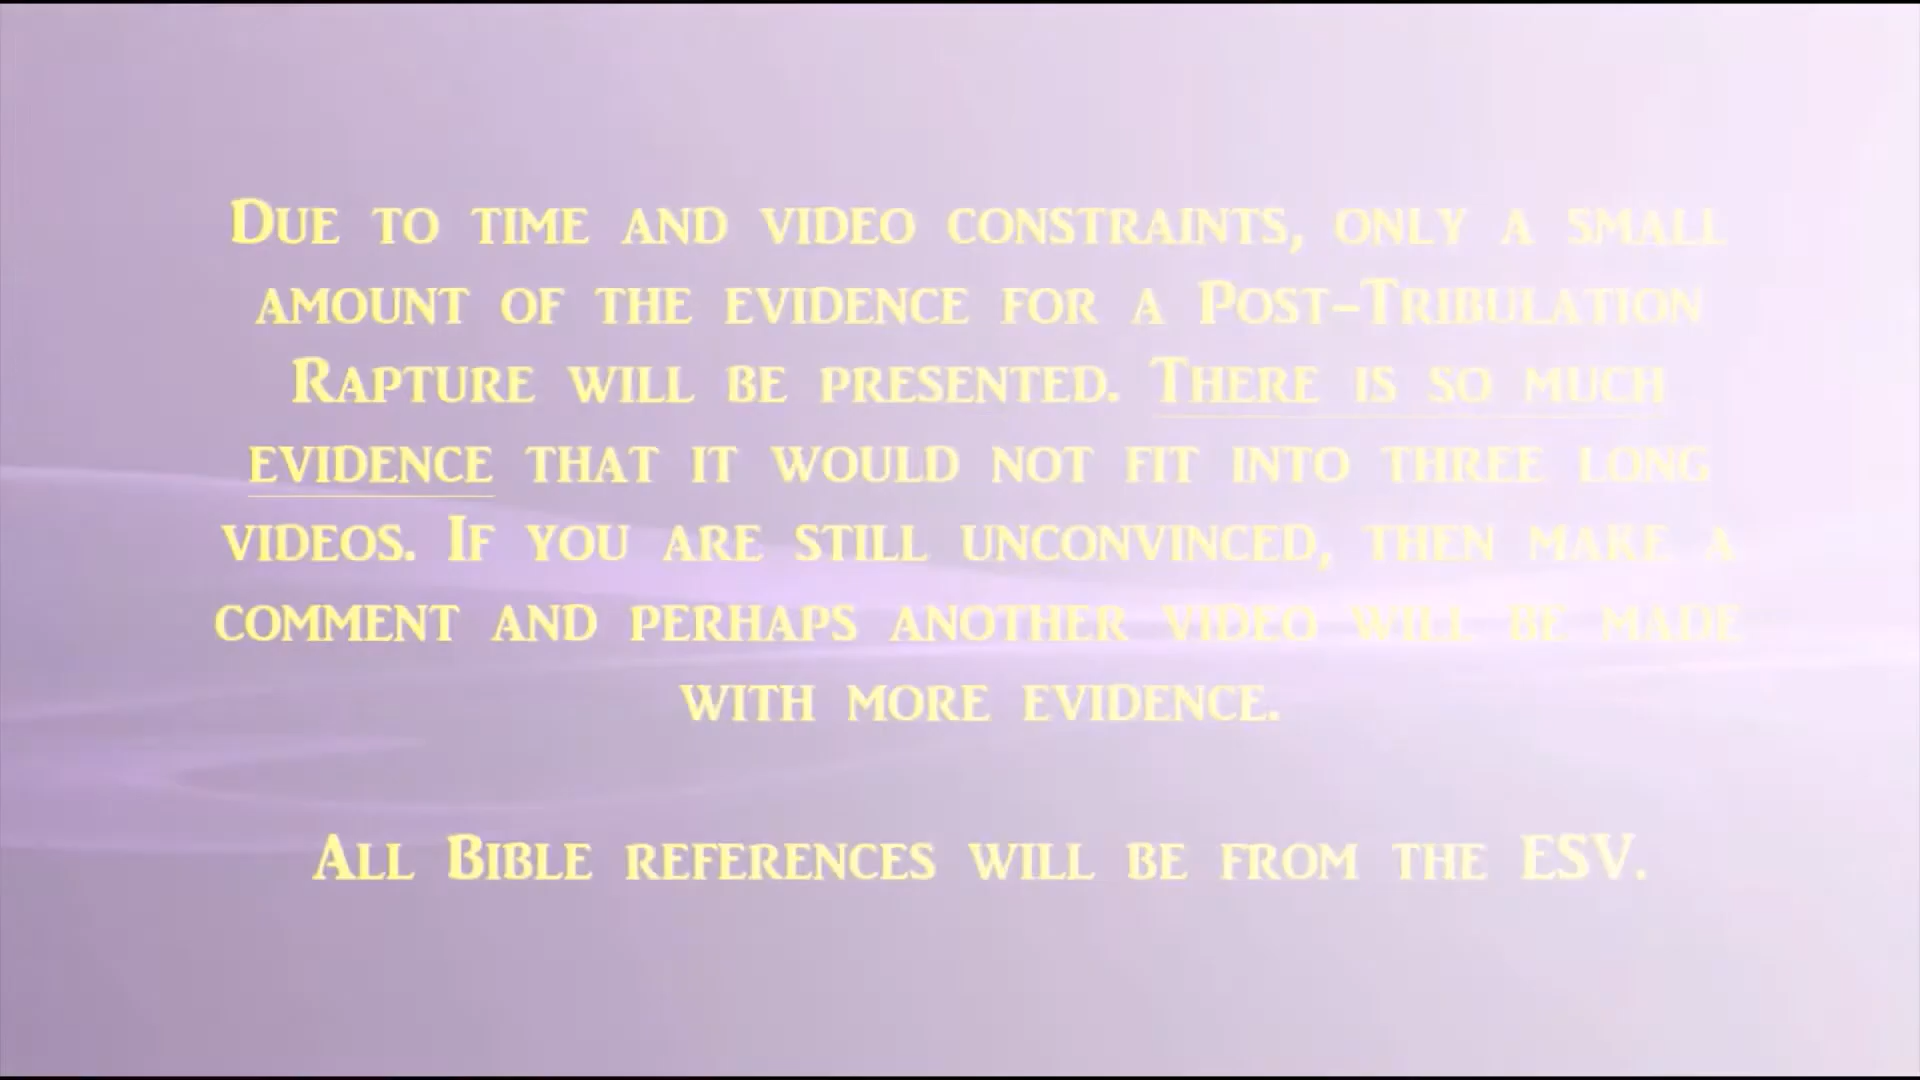 Due to time and video constraints, only a small
amount of the evidence for a Post-Tribulation
Rapture will be presented. There is so much
evidence that it would not fit into three long
videos. If you are still unconvinced, then make a
comment and perhaps another video will be made
with more evidence.
All Bible references will be from the ESV.